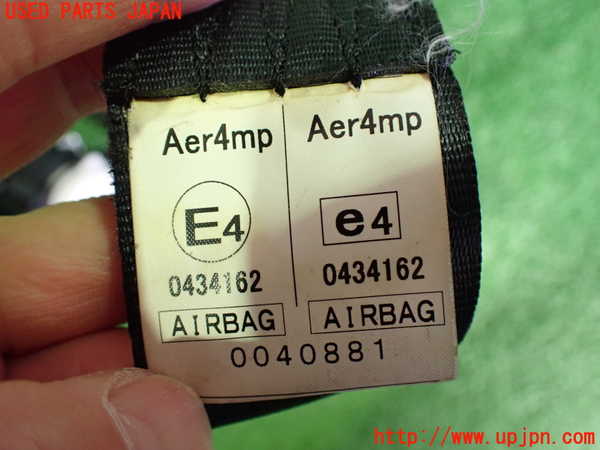 USED PARTS JAPAN
Aer4mp Aer4mp
E4 e4
0434162 0434162
AIRBAG AIRBAG
0040881
http://www.upjpn.com